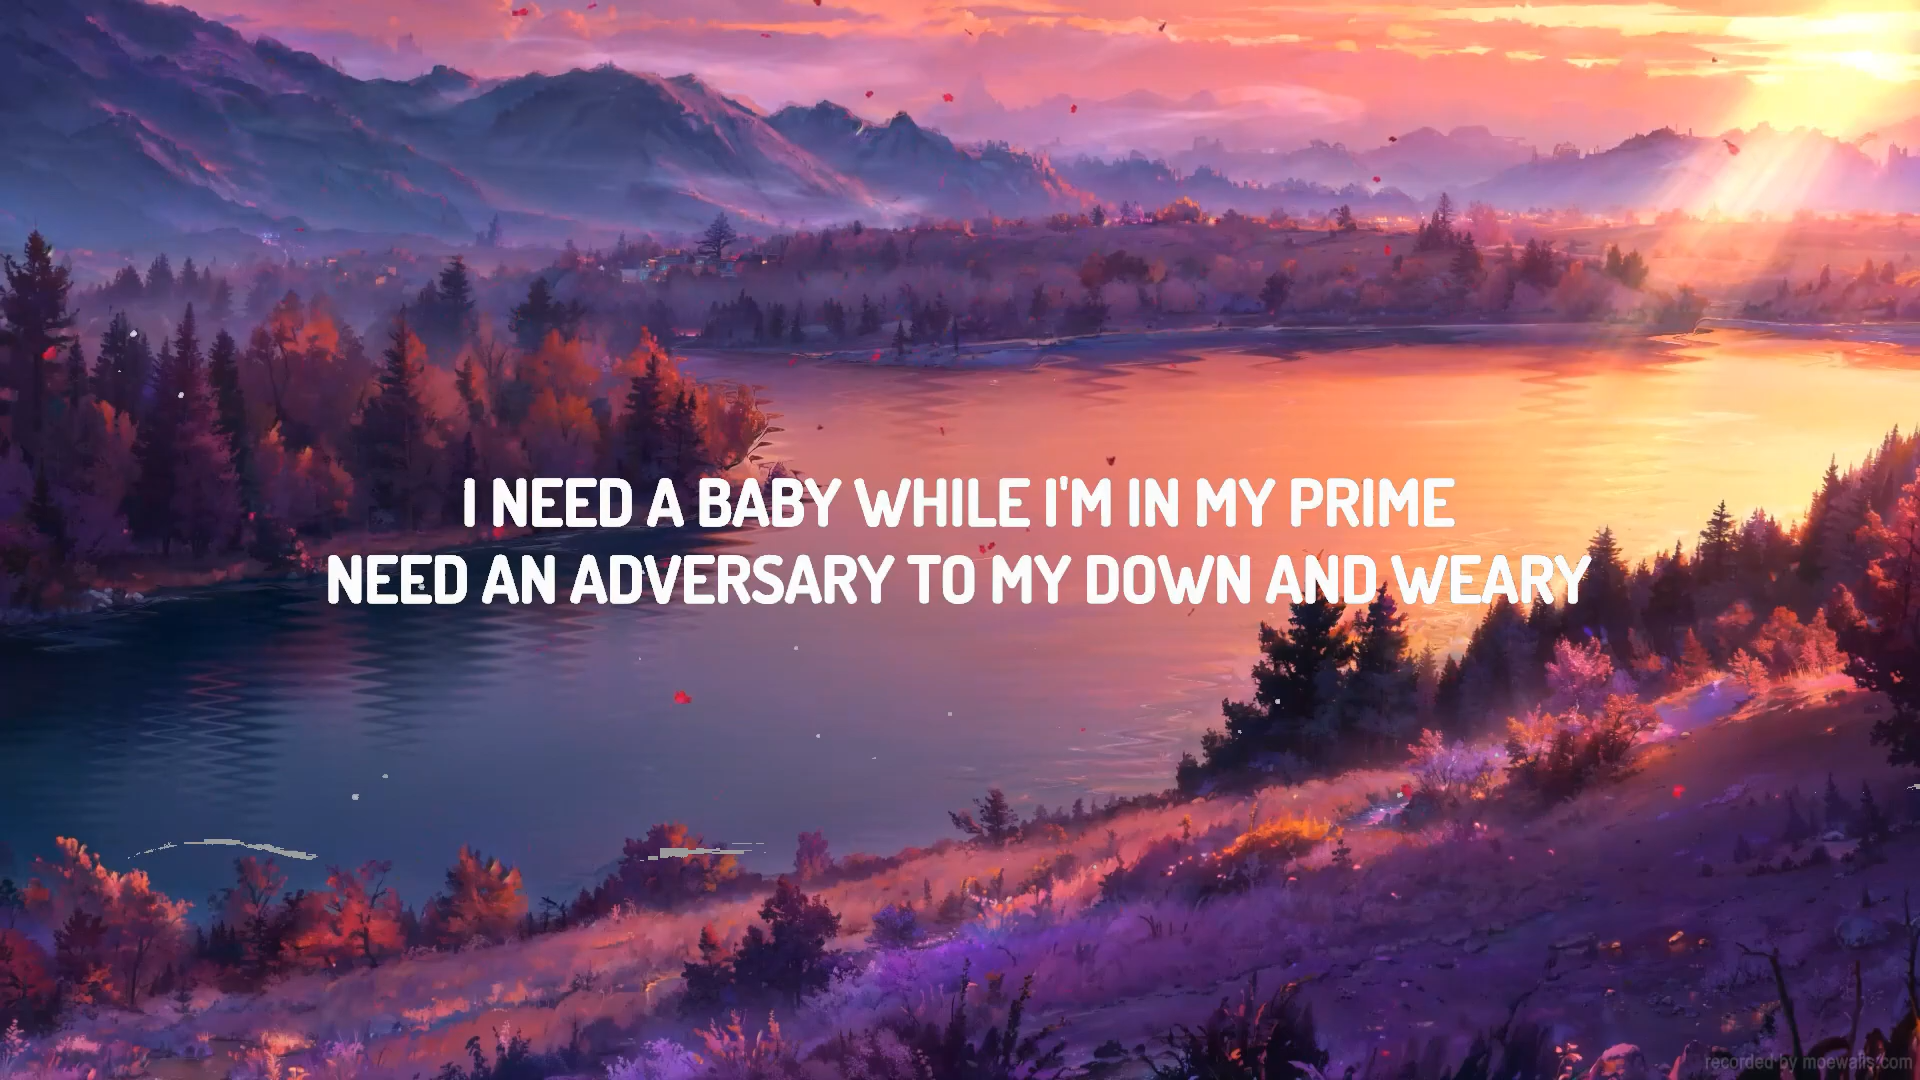 I NEED A BABY WHILE I'M IN MY PRIME
NEED AN ADVERSARY TO MY DOWN AND WEARY
recorded by moewalls.com